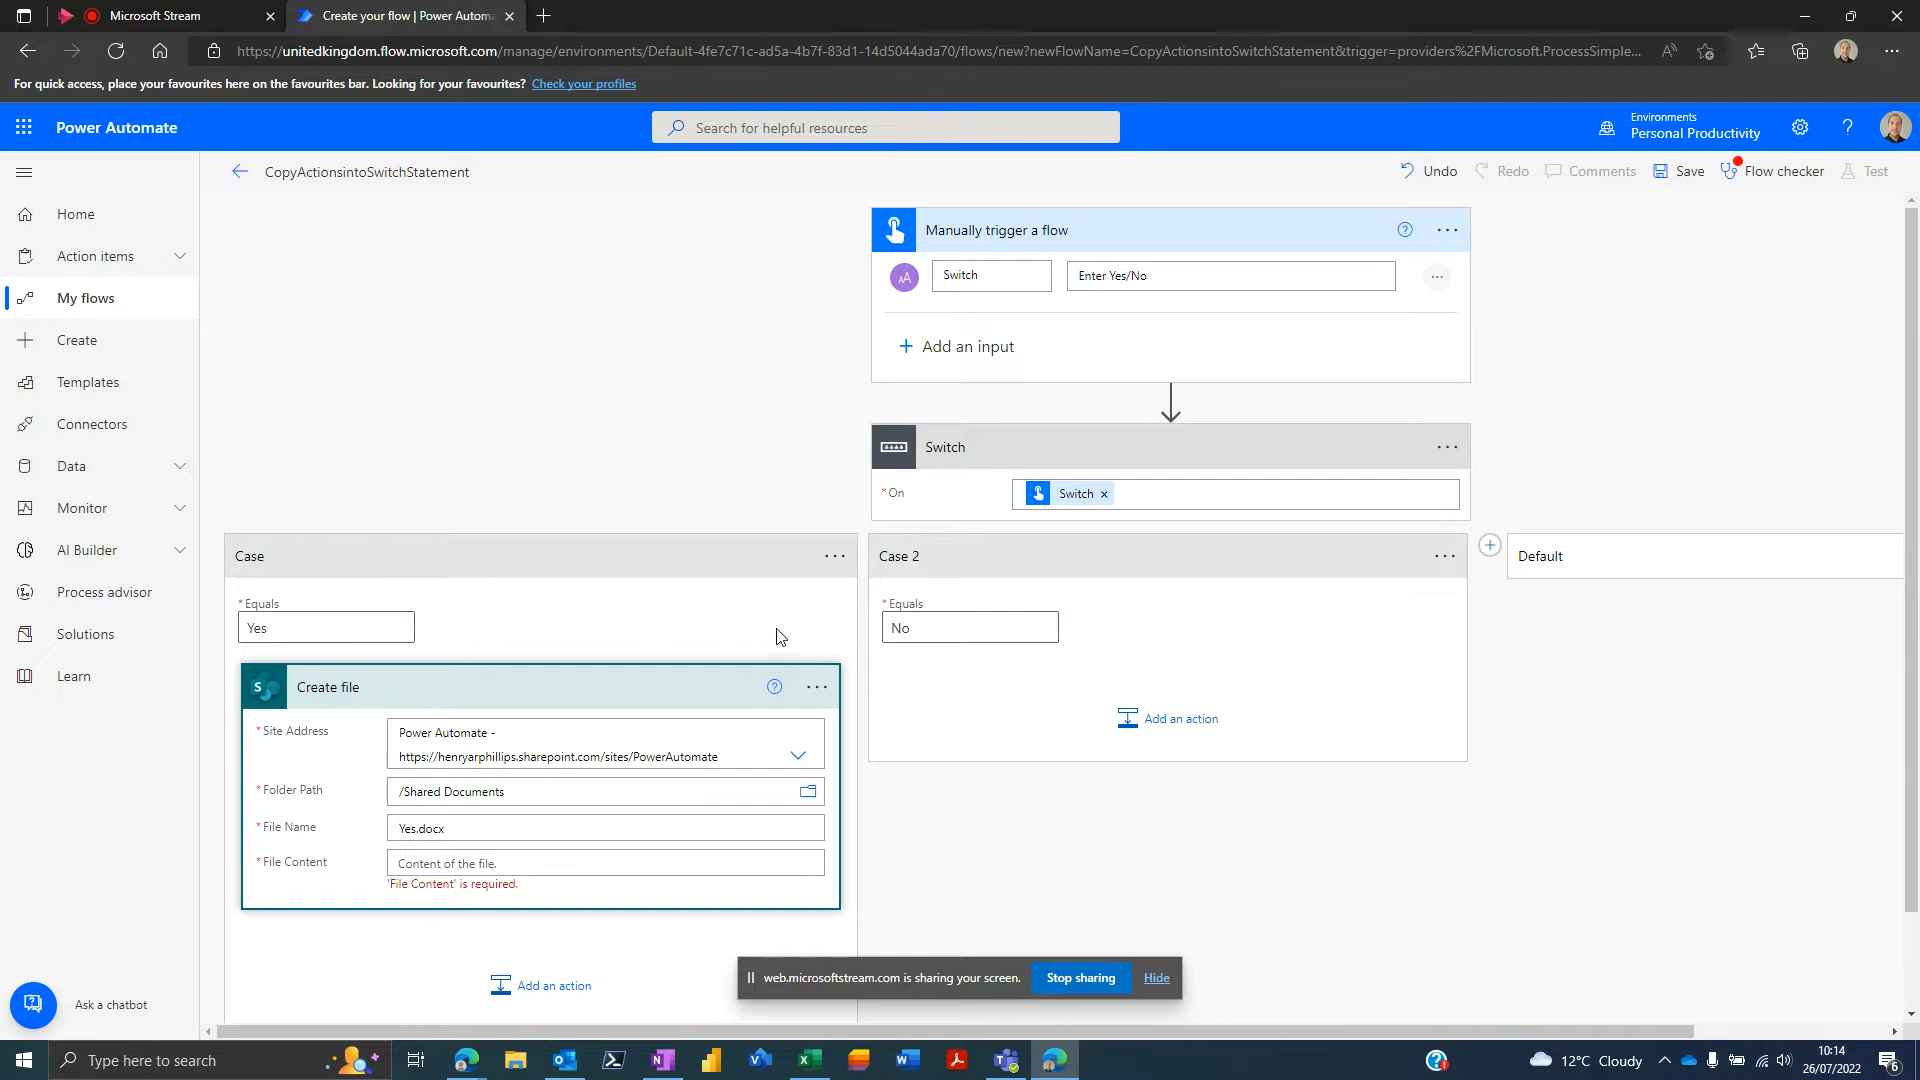 Microsoft Stream
Create your flow | Power Automa
https://unitedkingdom.flow.microsoft.com/manage/environments/Default-4fe7c71c-ad5a-4b7f-83d1-14d5044ada70/flows/new?newFlowName=CopyActionsintoSwitchStatement&trigger=providers%2FMicrosoft.ProcessSimple...
For quick access, place your favourites here on the favourites bar. Looking for your favourites? Check your profiles
Power Automate
Search for helpful resources
Environments
Personal Productivity
CopyActionsintoSwitchStatement
Undo
Redo
Comments
Save
Flow checker
Test
Home
Action items
My flows
Create
Templates
Connectors
Data
Monitor
AI Builder
Process advisor
Solutions
Learn
Ask a chatbot
Manually trigger a flow
Switch
Enter Yes/No
Add an input
Switch
*On
Switch
Case
*Equals
Yes
Create file
*Site Address
Power Automate -
https://henryarphillips.sharepoint.com/sites/PowerAutomate
*Folder Path
/Shared Documents
*File Name
Yes.docx
*File Content
Content of the file.
'File Content' is required.
Add an action
Case 2
*Equals
No
Add an action
Default
web.microsoftstream.com is sharing your screen.
Stop sharing
Hide
Type here to search
12°C Cloudy
10:14
26/07/2022
6